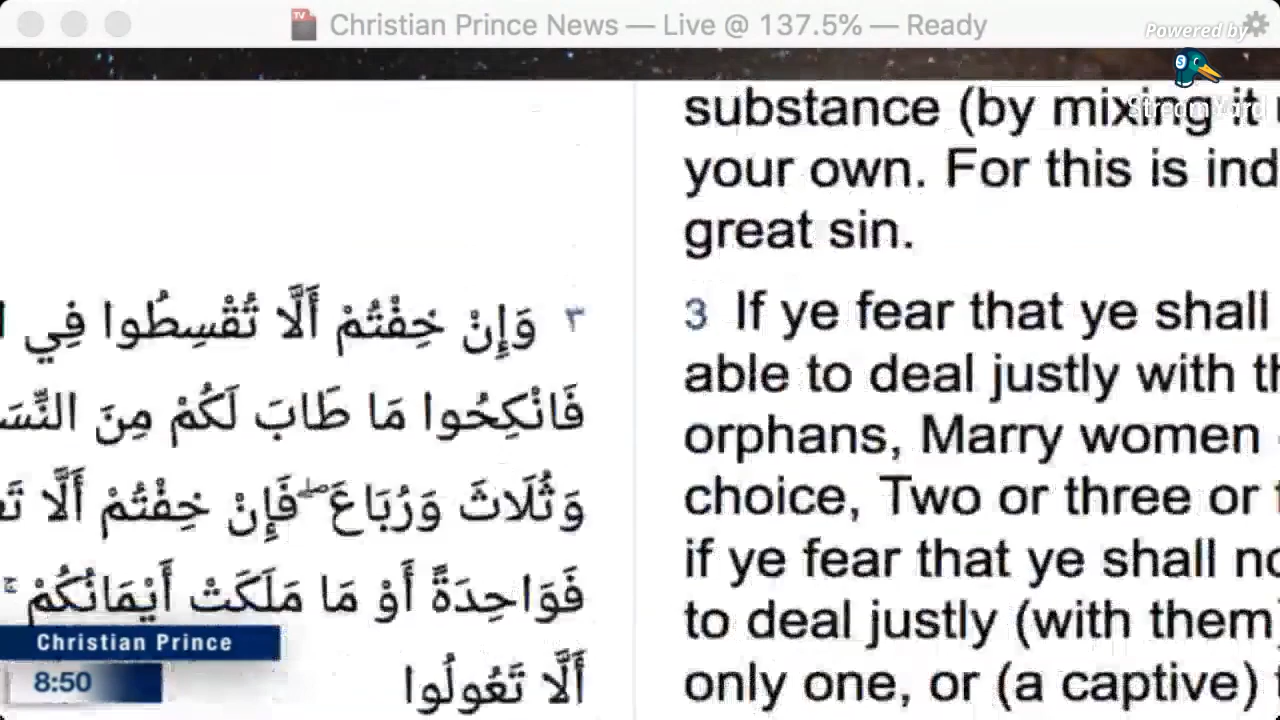 Christian Prince News — Live @ 137.5% — Ready
Powered by
StreamYard
substance (by mixing it
your own. For this is ind
great sin.
٣ وَإِنْ خِفْتُمْ أَلَّا تُقْسِطُوا فِي
فَانْكِحُوا مَا طَابَ لَكُمْ مِنَ النِّسَ
وَثُلَاثَ وَرُبَاعَ ۖ فَإِنْ خِفْتُمْ أَلَّا تَ
فَوَاحِدَةً أَوْ مَا مَلَكَتْ أَيْمَانُكُمْ ۚ
أَلَّا تَعُولُوا
3 If ye fear that ye shall
able to deal justly with th
orphans, Marry women
choice, Two or three or
if ye fear that ye shall no
to deal justly (with them
only one, or (a captive)
Christian Prince
8:50